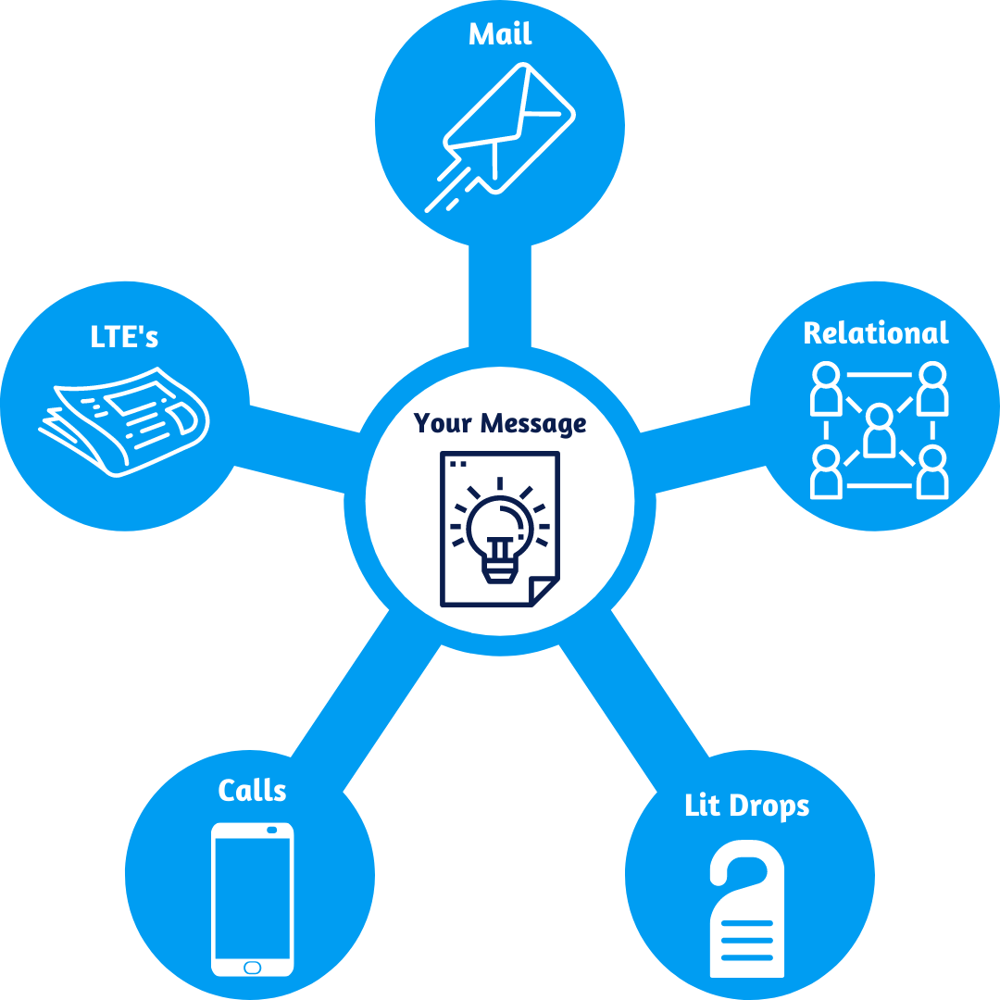 Mail
LTE's
Relational
Your Message
Calls
Lit Drops